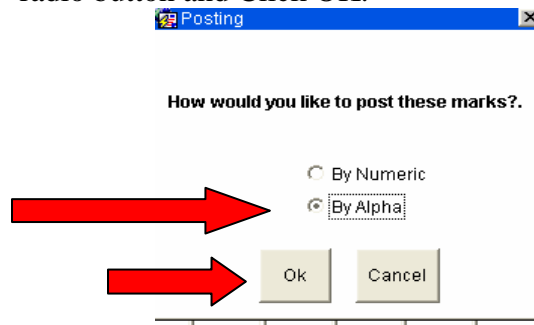 radio button and Click OK.
Posting
How would you like to post these marks?.
By Numeric
By Alpha
Ok
Cancel